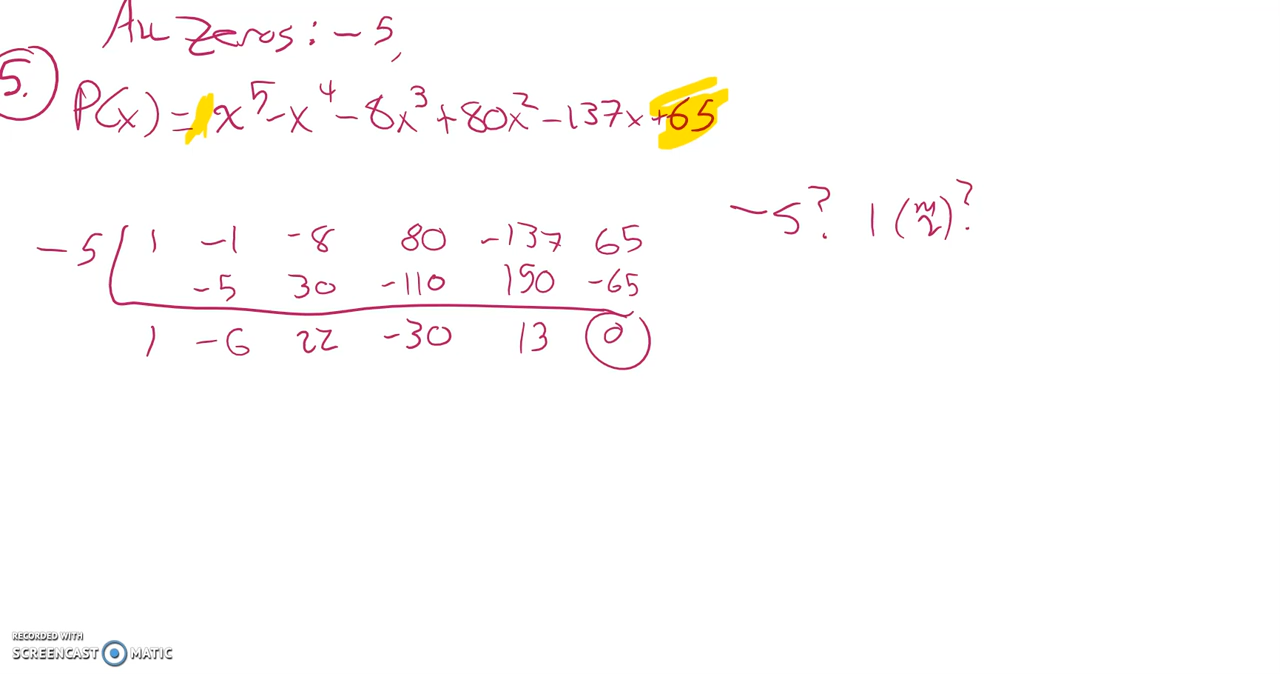 All Zeros: -5,
5.
P(x) = 1x^5 - x^4 - 8x^3 + 80x^2 - 137x + 65
-5? 1 (m 2)?
-5 1 -1 -8 80 -137 65
-5 30 -110 150 -65
1 -6 22 -30 13 0
RECORDED WITH
SCREENCAST MATIC